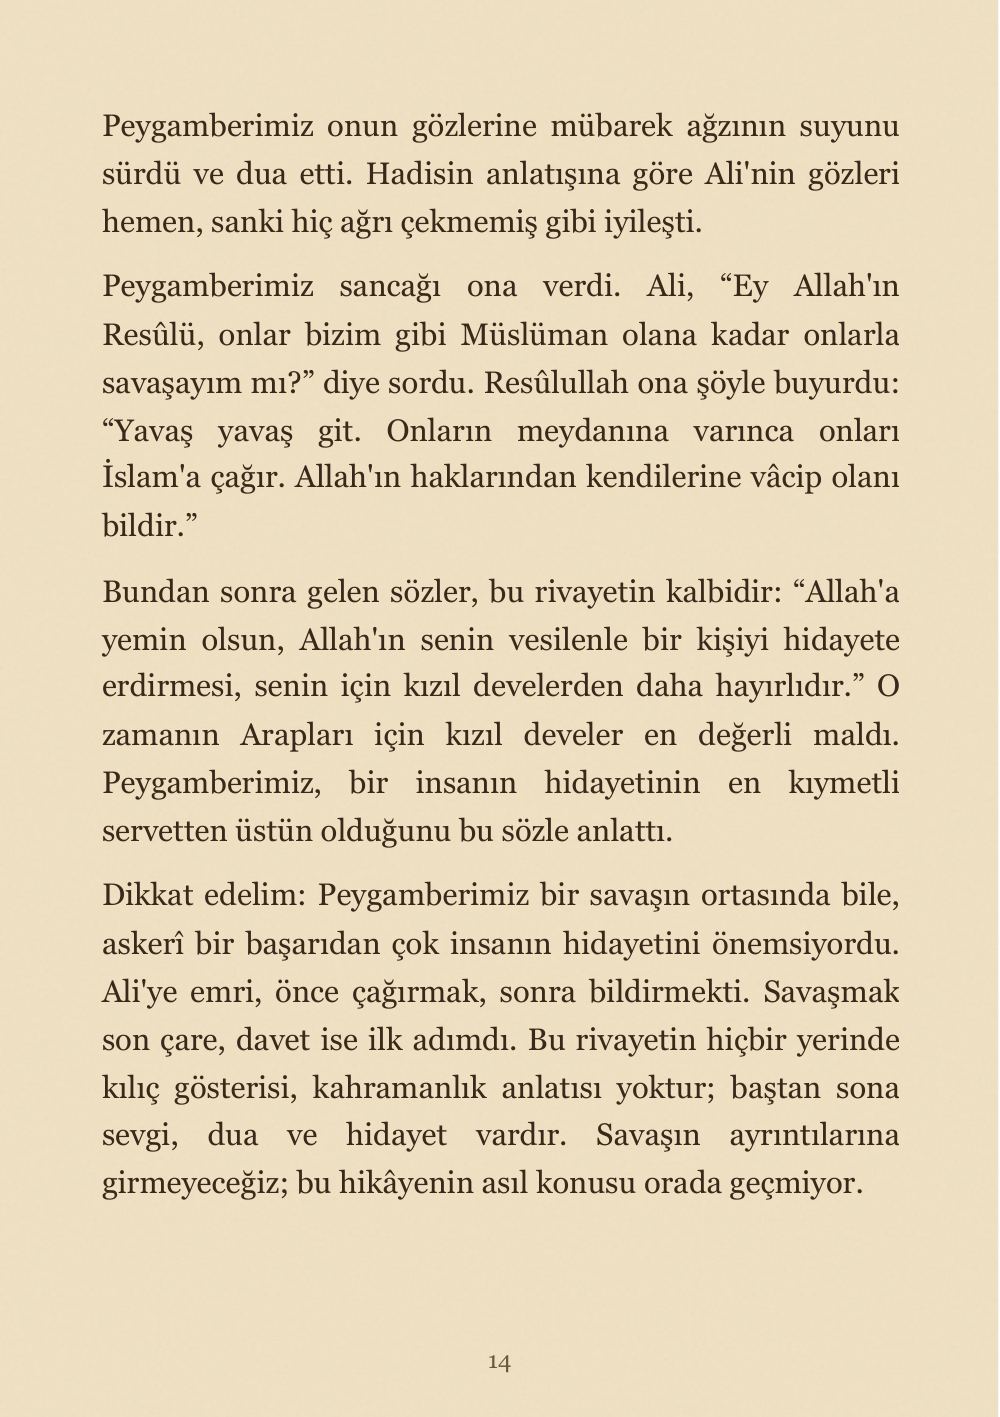 Peygamberimiz onun gözlerine mübarek ağzının suyunu
sürdü ve dua etti. Hadisin anlatışına göre Ali'nin gözleri
hemen, sanki hiç ağrı çekmemiş gibi iyileşti.
Peygamberimiz sancağı ona verdi. Ali, “Ey Allah'ın
Resûlü, onlar bizim gibi Müslüman olana kadar onlarla
savaşayım mı?” diye sordu. Resûlullah ona şöyle buyurdu:
“Yavaş yavaş git. Onların meydanına varınca onları
İslam'a çağır. Allah'ın haklarından kendilerine vâcip olanı
bildir.”
Bundan sonra gelen sözler, bu rivayetin kalbidir: “Allah'a
yemin olsun, Allah'ın senin vesilenle bir kişiyi hidayete
erdirmesi, senin için kızıl develerden daha hayırlıdır.” O
zamanın Arapları için kızıl develer en değerli maldı.
Peygamberimiz, bir insanın hidayetinin en kıymetli
servetten üstün olduğunu bu sözle anlattı.
Dikkat edelim: Peygamberimiz bir savaşın ortasında bile,
askerî bir başarıdan çok insanın hidayetini önemsiyordu.
Ali'ye emri, önce çağırmak, sonra bildirmekti. Savaşmak
son çare, davet ise ilk adımdı. Bu rivayetin hiçbir yerinde
kılıç gösterisi, kahramanlık anlatısı yoktur; baştan sona
sevgi, dua ve hidayet vardır. Savaşın ayrıntılarına
girmeyeceğiz; bu hikâyenin asıl konusu orada geçmiyor.
14